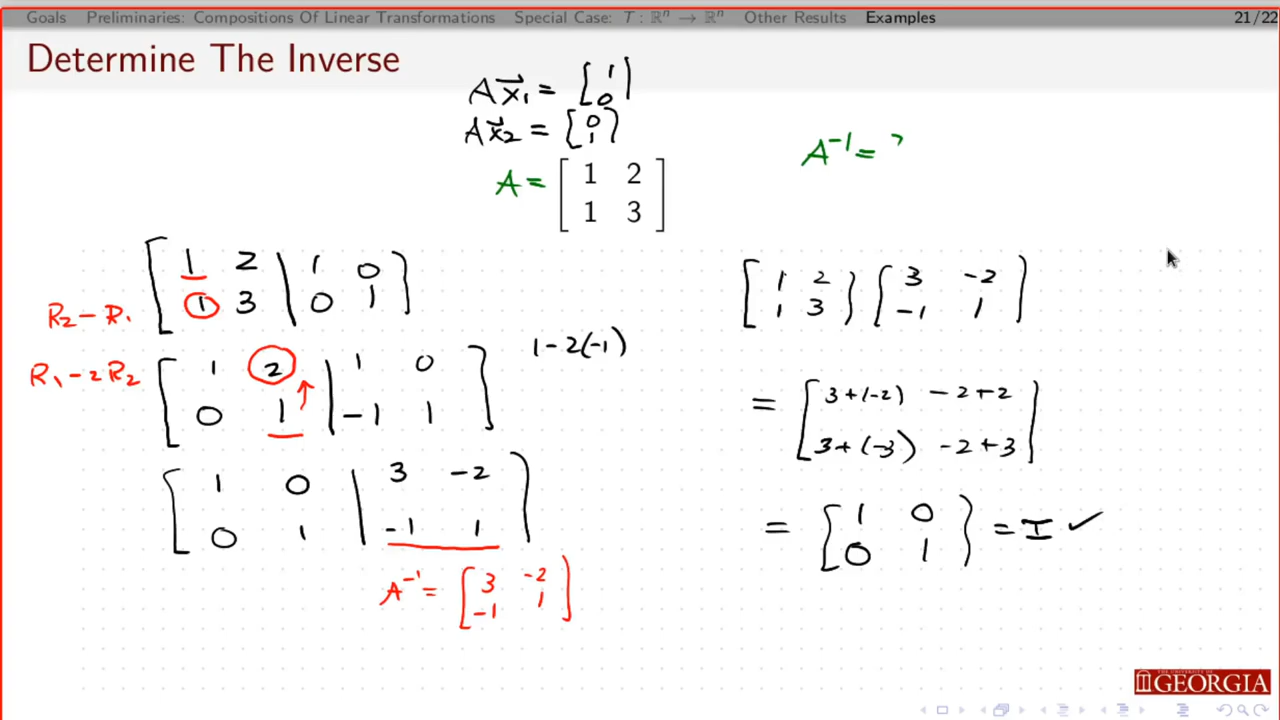 Goals Preliminaries: Compositions Of Linear Transformations Special Case: T : ℝⁿ → ℝⁿ Other Results Examples 21/22
Determine The Inverse
Ax⃗₁ = [1
0]
Ax⃗₂ = [0
1]
A = [1 2
1 3]
A⁻¹ = ?
[1 2 | 1 0
1 3 | 0 1]
R₂ − R₁
R₁ − 2R₂
[1 2 | 1 0
0 1 | −1 1]
1 − 2(−1)
[1 0 | 3 −2
0 1 | −1 1]
A⁻¹ = [3 −2
−1 1]
[1 2
1 3] [3 −2
−1 1]
= [3+(−2) −2+2
3+(−3) −2+3]
= [1 0
0 1] = I ✓
GEORGIA